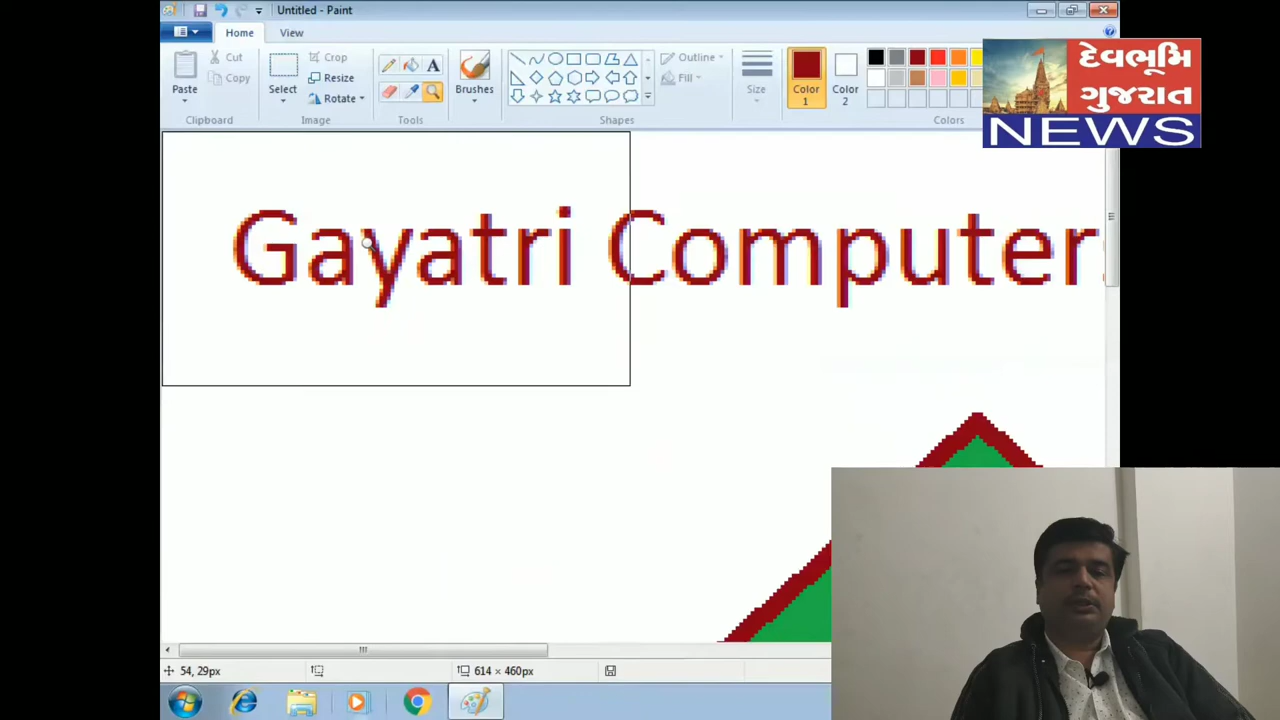 Untitled - Paint
Home
View
Paste
Cut
Copy
Clipboard
Select
Crop
Resize
Rotate
Image
Tools
Brushes
Shapes
Outline
Fill
Size
Color
1
Color
2
Colors
દેવભૂમિ
ગુજરાત
NEWS
Gayatri Computers
54, 29px
614 × 460px